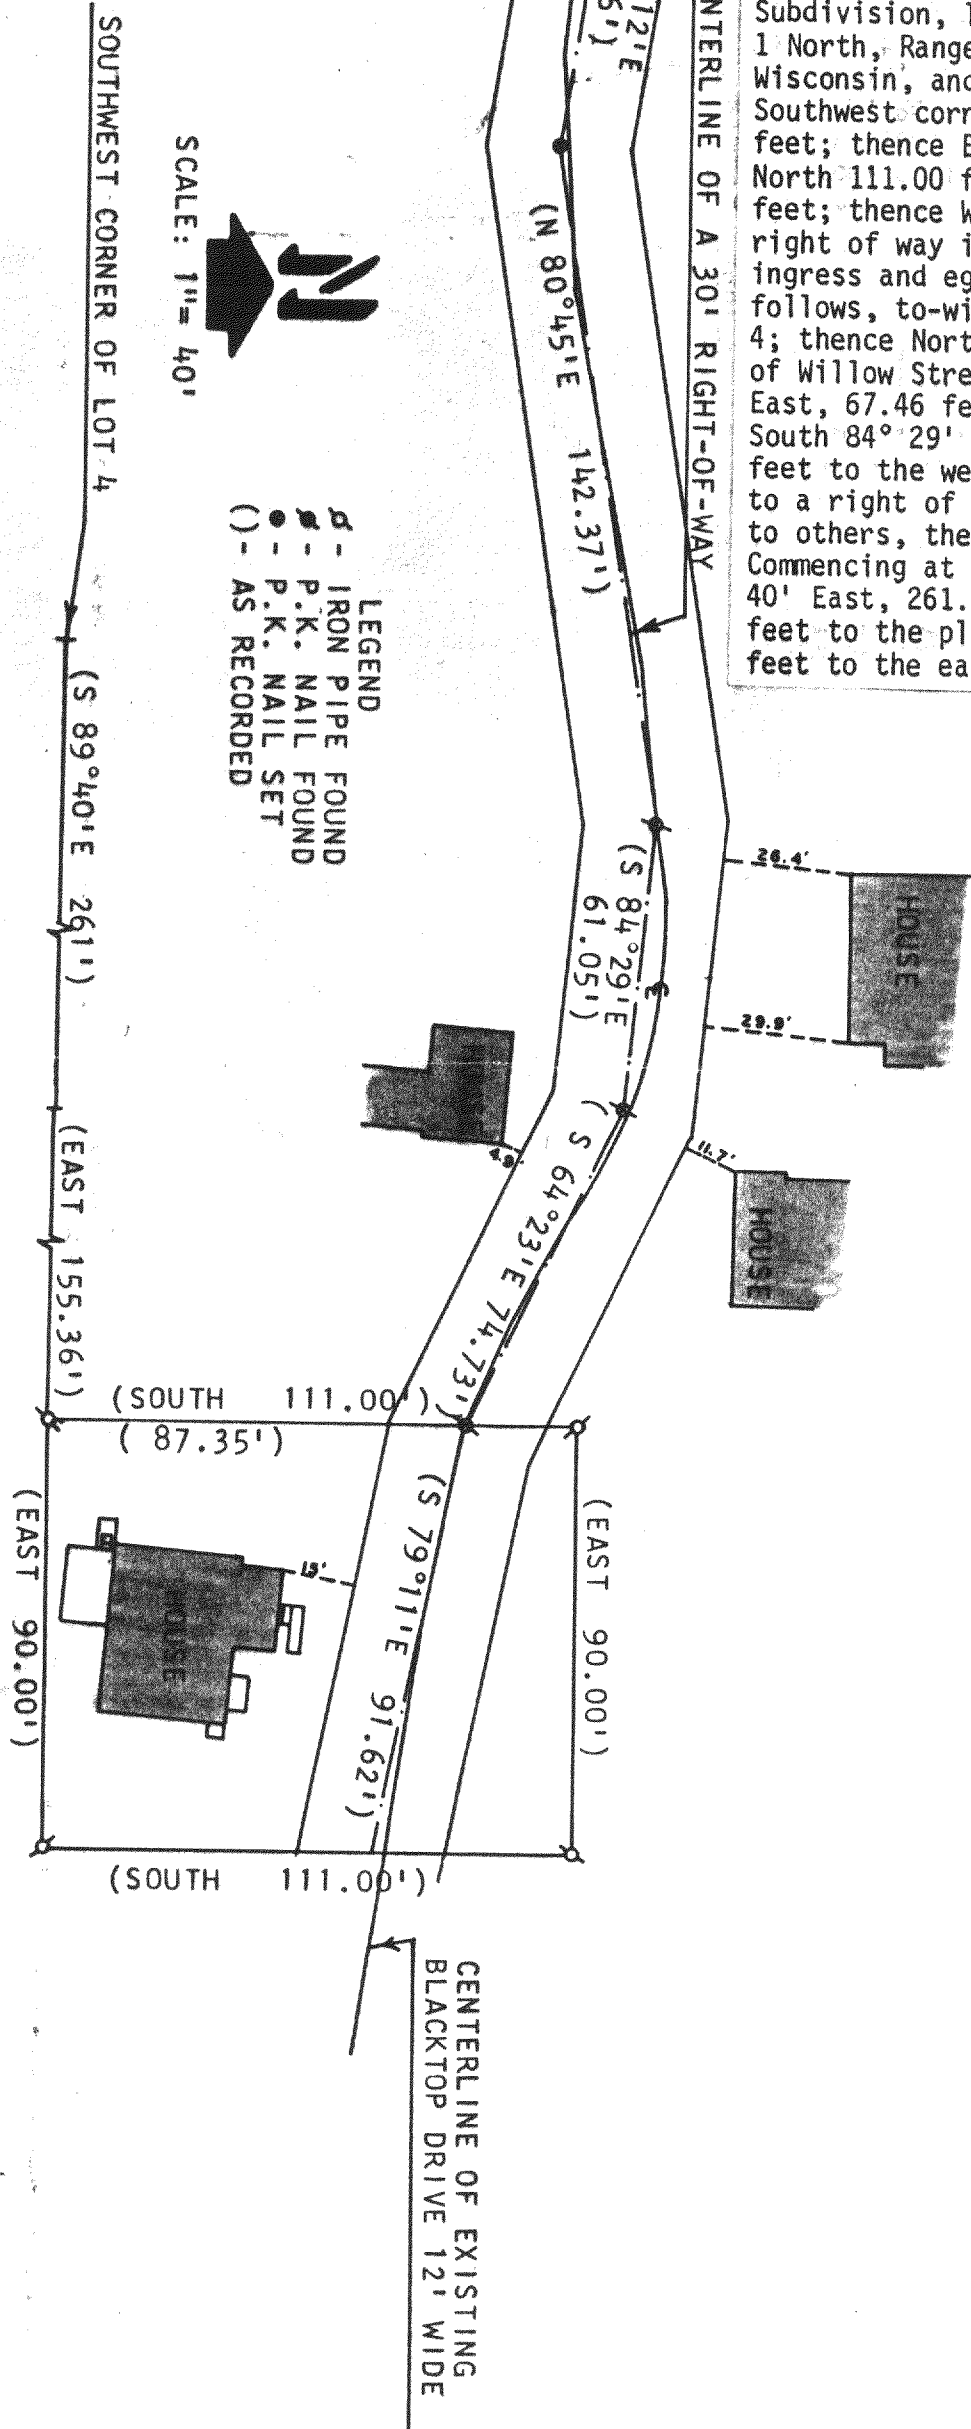 Subdivision,
1 North, Range
Wisconsin, and
Southwest corn
feet; thence E
North 111.00 f
feet; thence W
right of way i
ingress and eg
follows, to-wi
4; thence Nort
of Willow Stre
East, 67.46 fe
South 84° 29'
feet to the we
to a right of
to others, the
Commencing at
40' East, 261.
feet to the pl
feet to the ea
NTERLINE OF A 30' RIGHT-OF-WAY
12'E
5')
(N 80°45'E 142.37')
SCALE: 1"= 40'
SOUTHWEST CORNER OF LOT 4
LEGEND
- IRON PIPE FOUND
- P.K. NAIL FOUND
● - P.K. NAIL SET
()- AS RECORDED
(S 89°40'E 261')
(S 84°29'E
61.05')
26.4'
HOUSE
29.9'
11.7'
HOUSE
4.9'
(S 64°23'E 74.73')
(EAST 155.36')
(SOUTH 111.00')
(87.35')
(S 79°11'E 91.62')
(EAST 90.00')
15'
HOUSE
(EAST 90.00')
(SOUTH 111.00')
CENTERLINE OF EXISTING
BLACKTOP DRIVE 12' WIDE